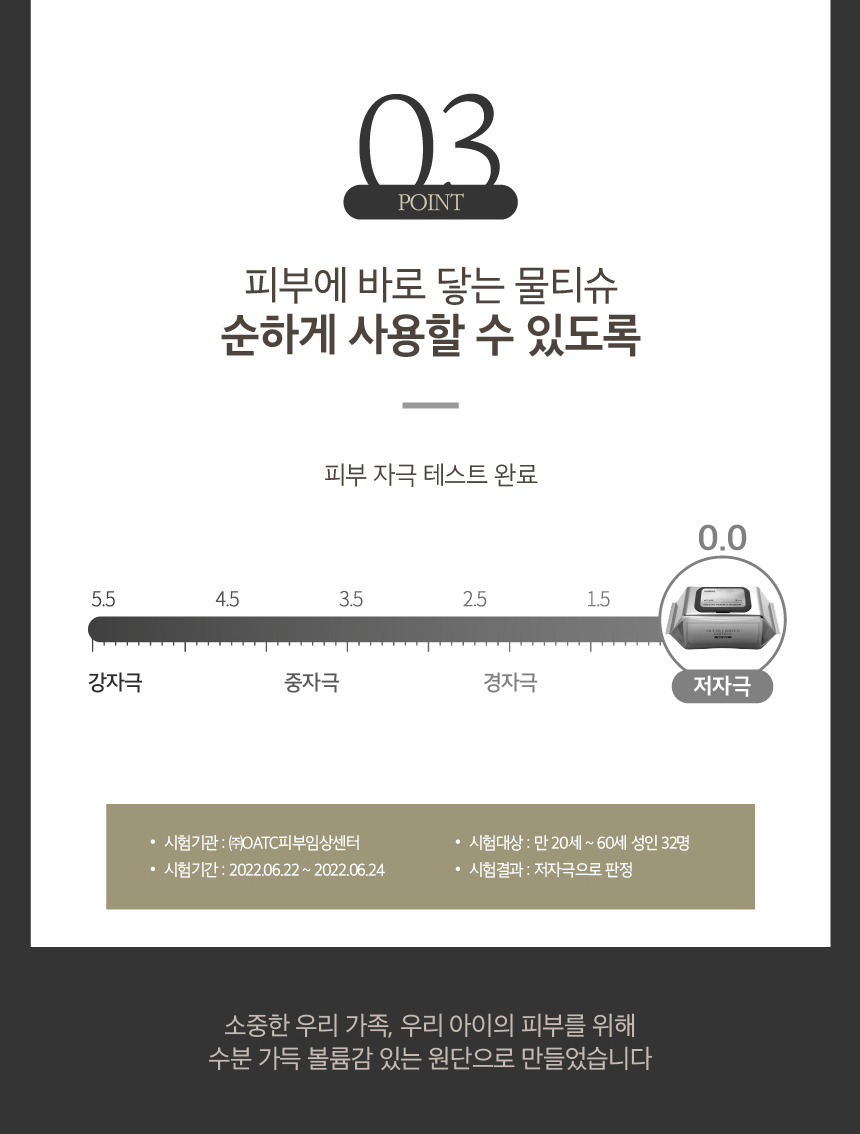 03
POINT
피부에 바로 닿는 물티슈
순하게 사용할 수 있도록
피부 자극 테스트 완료
0.0
5.5 4.5 3.5 2.5 1.5
강자극 중자극 경자극 저자극
• 시험기관 : ㈜OATC피부임상센터 • 시험대상 : 만 20세 ~ 60세 성인 32명
• 시험기간 : 2022.06.22 ~ 2022.06.24 • 시험결과 : 저자극으로 판정
소중한 우리 가족, 우리 아이의 피부를 위해
수분 가득 볼륨감 있는 원단으로 만들었습니다